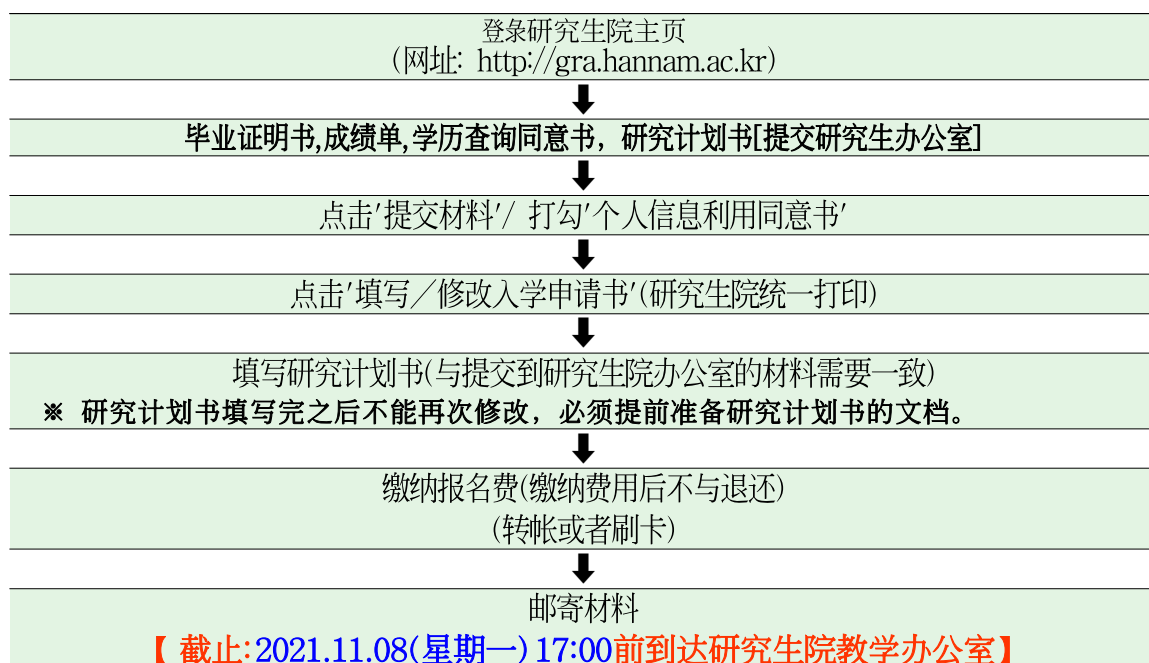 登录研究生院主页
(网址: http://gra.hannam.ac.kr)
毕业证明书,成绩单,学历查询同意书，研究计划书[提交研究生办公室]
点击'提交材料'/ 打勾'个人信息利用同意书'
点击'填写／修改入学申请书'(研究生院统一打印)
填写研究计划书(与提交到研究生院办公室的材料需要一致)
※ 研究计划书填写完之后不能再次修改，必须提前准备研究计划书的文档。
缴纳报名费(缴纳费用后不与退还)
(转帐或者刷卡)
邮寄材料
【 截止:2021.11.08(星期一) 17:00前到达研究生院教学办公室】